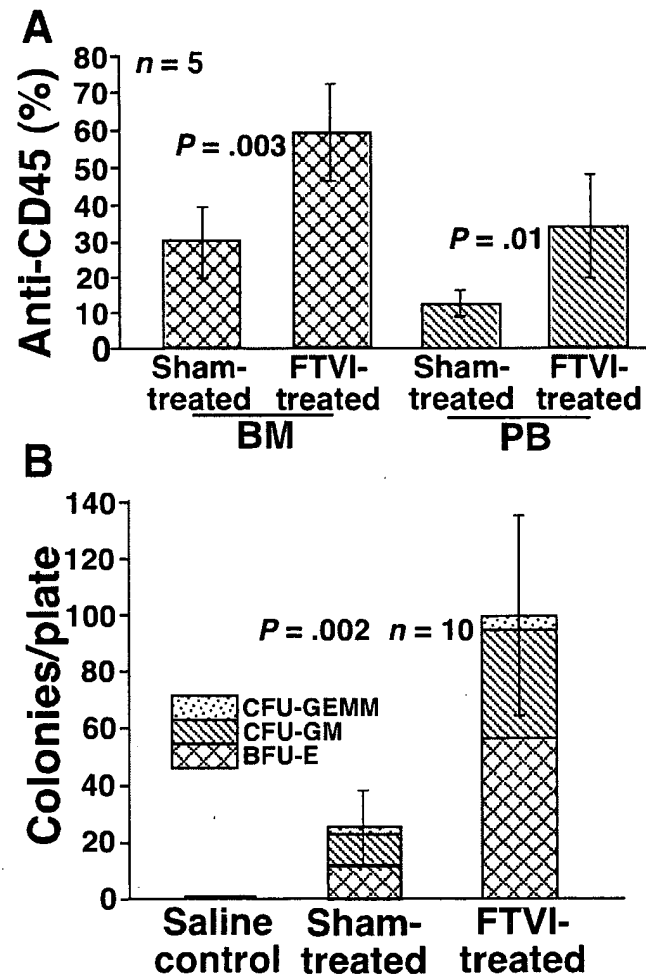 A
Anti-CD45 (%)
80
70
60
50
40
30
20
10
0
n = 5
P = .003
P = .01
Sham-treated
FTVI-treated
Sham-treated
FTVI-treated
BM
PB
B
Colonies/plate
140
120
100
80
60
40
20
0
P = .002 n = 10
CFU-GEMM
CFU-GM
BFU-E
Saline control
Sham-treated
FTVI-treated